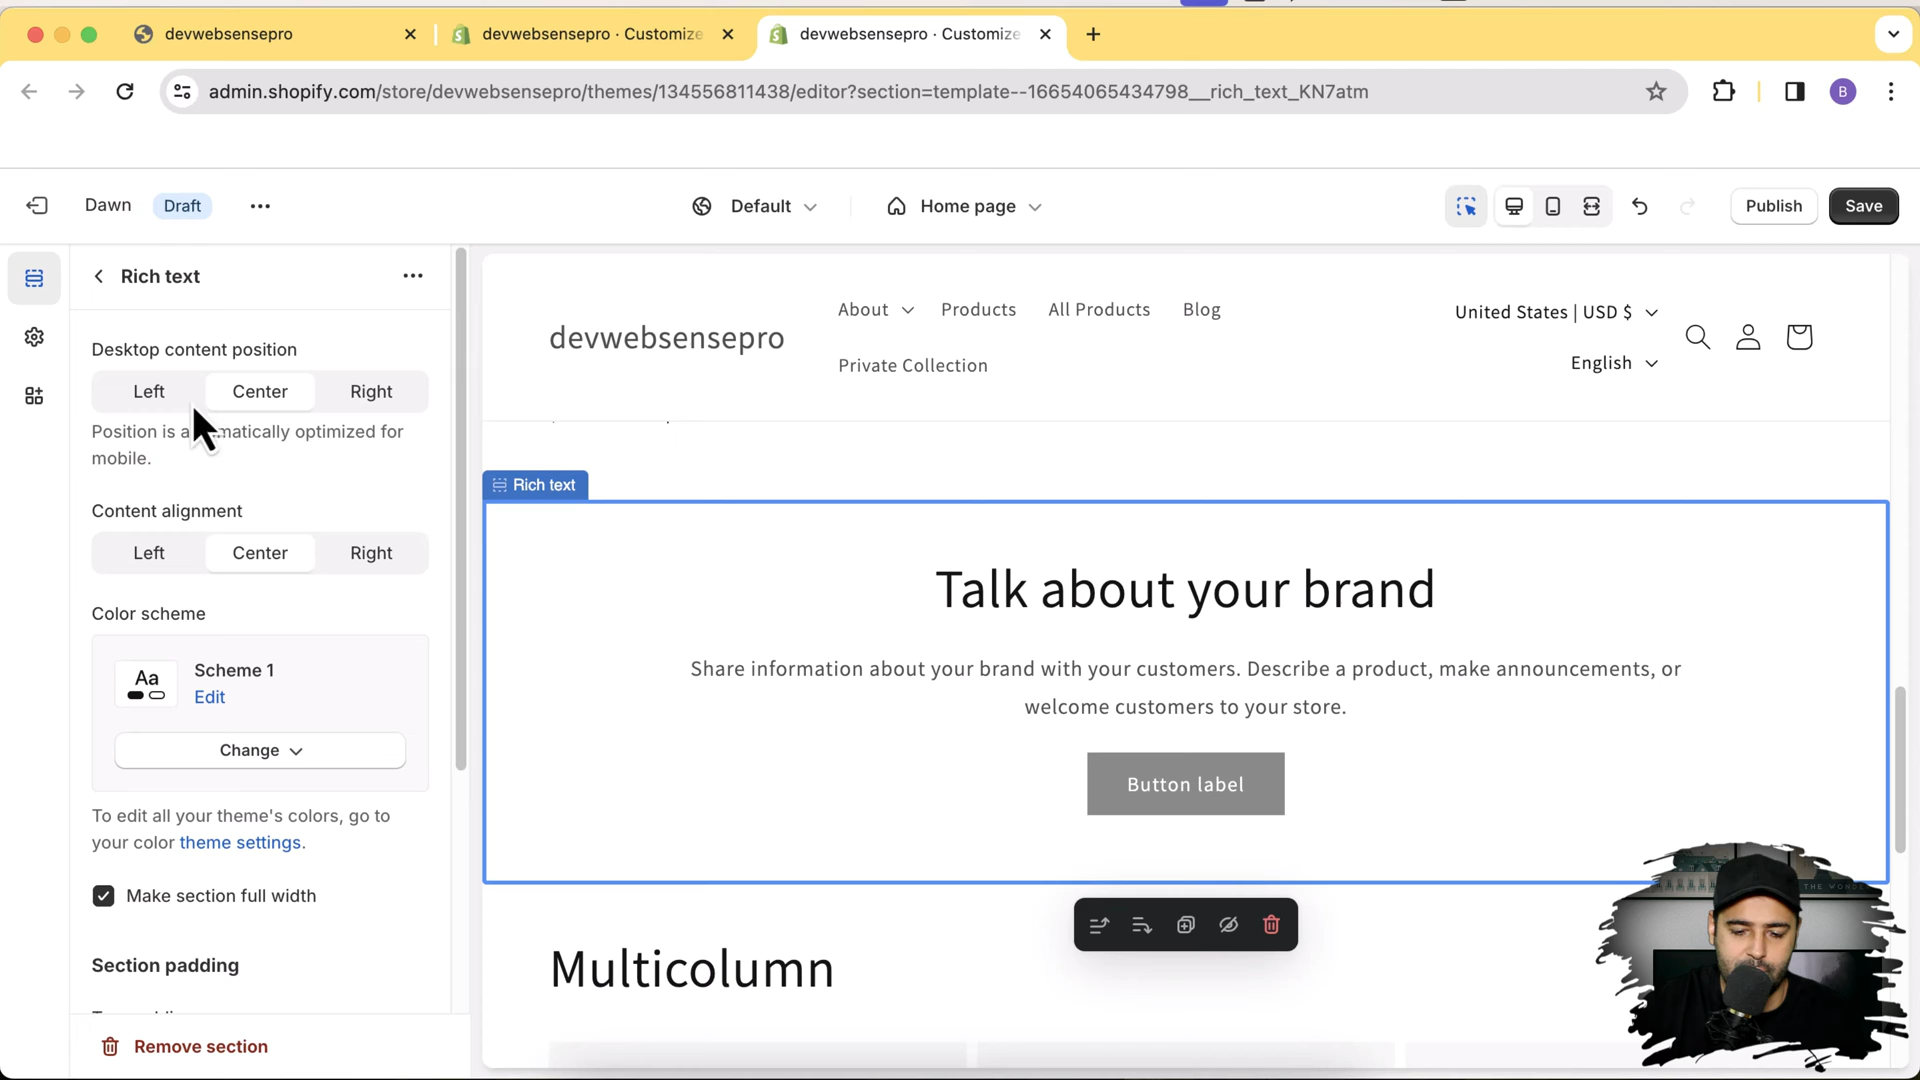 devwebsensepro
devwebsensepro · Customize
devwebsensepro · Customize
admin.shopify.com/store/devwebsensepro/themes/134556811438/editor?section=template--16654065434798__rich_text_KN7atm
B
Dawn
Draft
Default
Home page
Publish
Save
Rich text
Desktop content position
Left
Center
Right
Position is a matically optimized for
mobile.
Content alignment
Left
Center
Right
Color scheme
Aa
Scheme 1
Edit
Change
To edit all your theme's colors, go to
your color theme settings.
Make section full width
Section padding
Remove section
devwebsensepro
About
Products
All Products
Blog
Private Collection
United States | USD $
English
Rich text
Talk about your brand
Share information about your brand with your customers. Describe a product, make announcements, or
welcome customers to your store.
Button label
Multicolumn